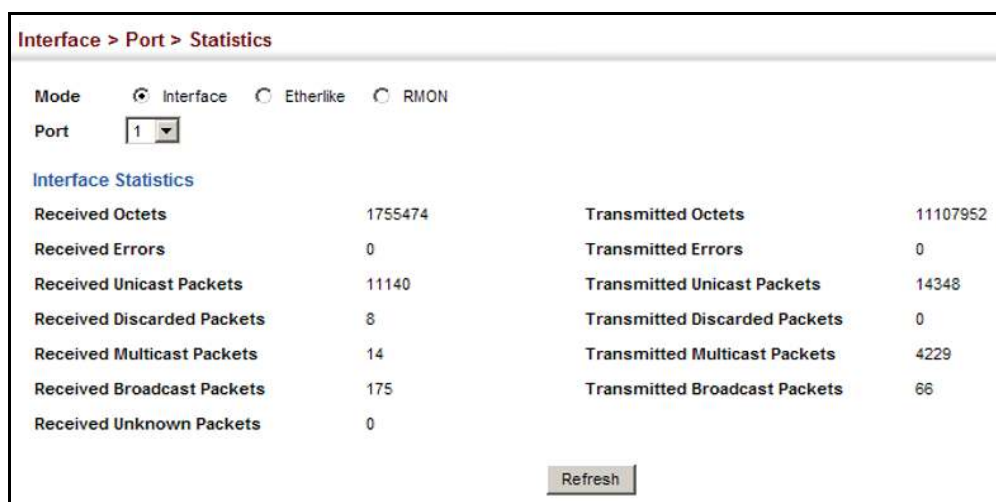 Interface > Port > Statistics
Mode Interface Etherlike RMON
Port 1
Interface Statistics
Received Octets 1755474 Transmitted Octets 11107952
Received Errors 0 Transmitted Errors 0
Received Unicast Packets 11140 Transmitted Unicast Packets 14348
Received Discarded Packets 8 Transmitted Discarded Packets 0
Received Multicast Packets 14 Transmitted Multicast Packets 4229
Received Broadcast Packets 175 Transmitted Broadcast Packets 66
Received Unknown Packets 0
Refresh